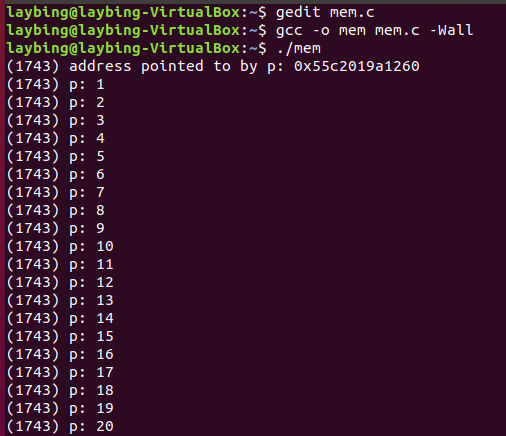 laybing@laybing-VirtualBox:~$ gedit mem.c
laybing@laybing-VirtualBox:~$ gcc -o mem mem.c -Wall
laybing@laybing-VirtualBox:~$ ./mem
(1743) address pointed to by p: 0x55c2019a1260
(1743) p: 1
(1743) p: 2
(1743) p: 3
(1743) p: 4
(1743) p: 5
(1743) p: 6
(1743) p: 7
(1743) p: 8
(1743) p: 9
(1743) p: 10
(1743) p: 11
(1743) p: 12
(1743) p: 13
(1743) p: 14
(1743) p: 15
(1743) p: 16
(1743) p: 17
(1743) p: 18
(1743) p: 19
(1743) p: 20